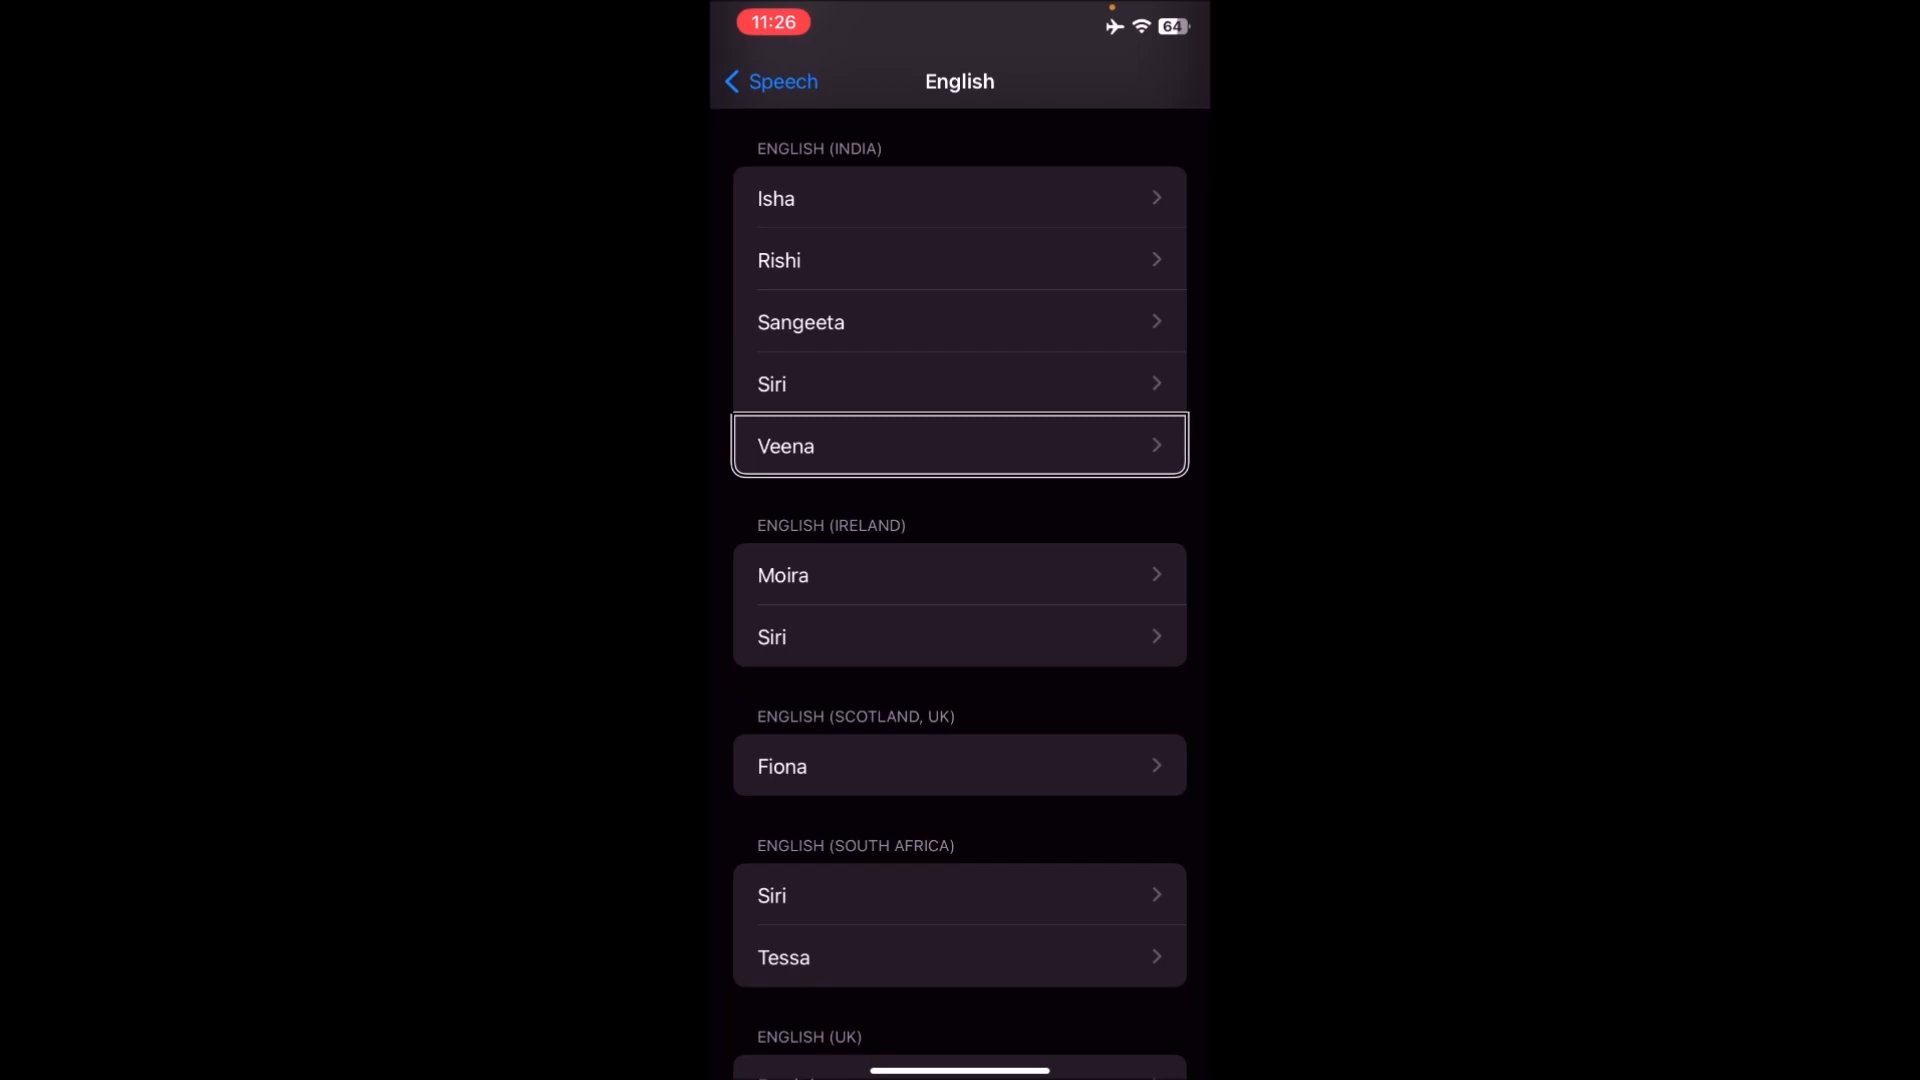 11:26
64
Speech
English
ENGLISH (INDIA)
Isha
Rishi
Sangeeta
Siri
Veena
ENGLISH (IRELAND)
Moira
Siri
ENGLISH (SCOTLAND, UK)
Fiona
ENGLISH (SOUTH AFRICA)
Siri
Tessa
ENGLISH (UK)